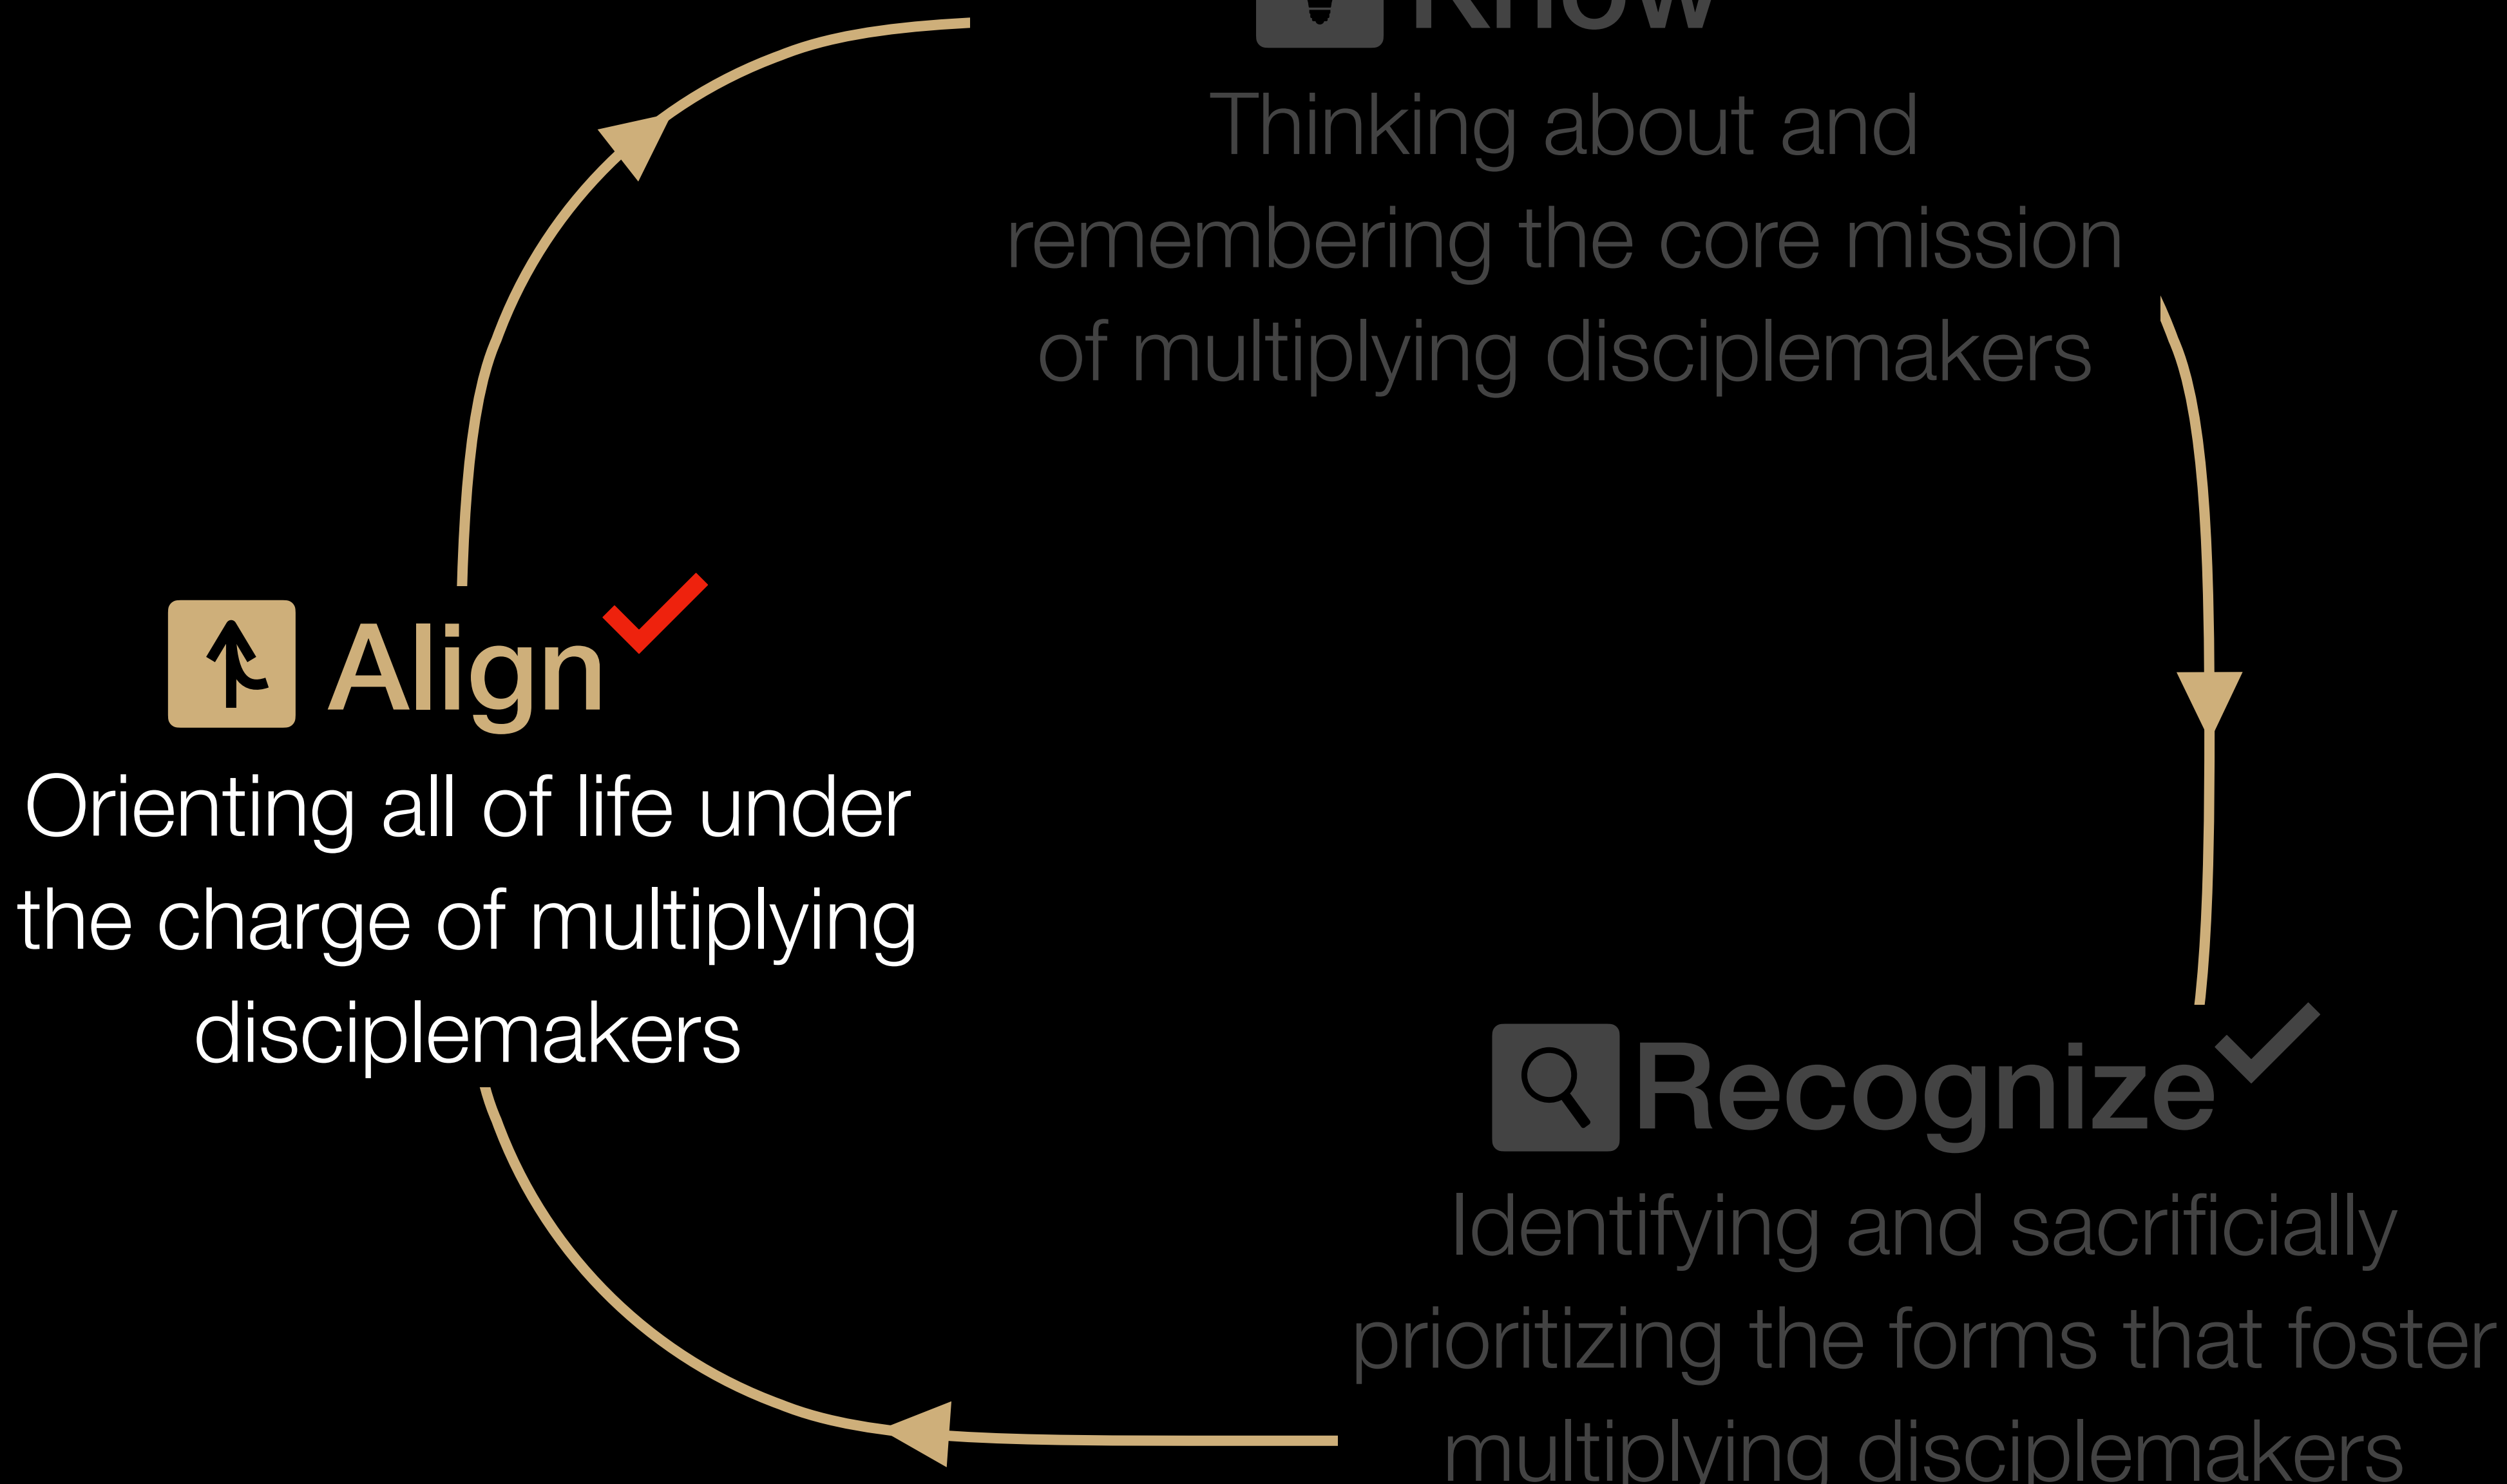 Know
Thinking about and
remembering the core mission
of multiplying disciplemakers
Align
Orienting all of life under
the charge of multiplying
disciplemakers
Recognize
Identifying and sacrificially
prioritizing the forms that foster
multiplying disciplemakers